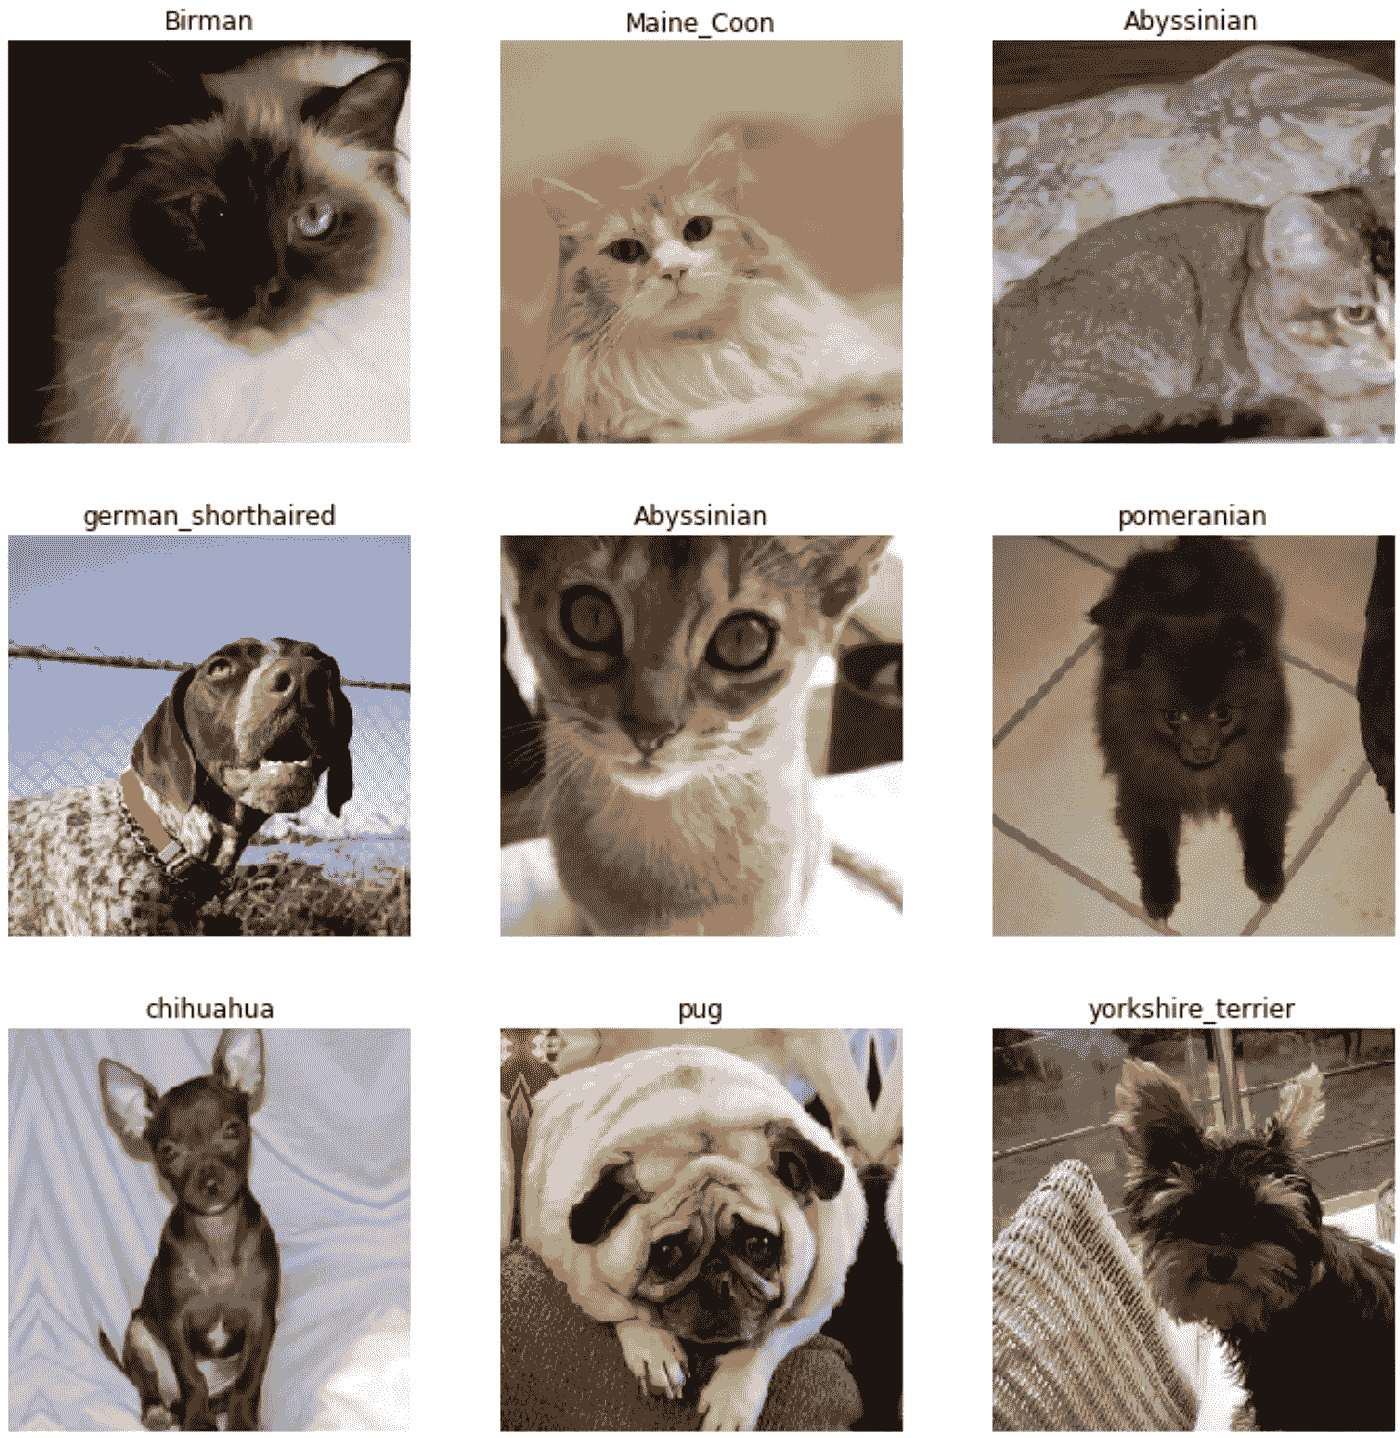 Birman
Maine_Coon
Abyssinian
german_shorthaired
Abyssinian
pomeranian
chihuahua
pug
yorkshire_terrier